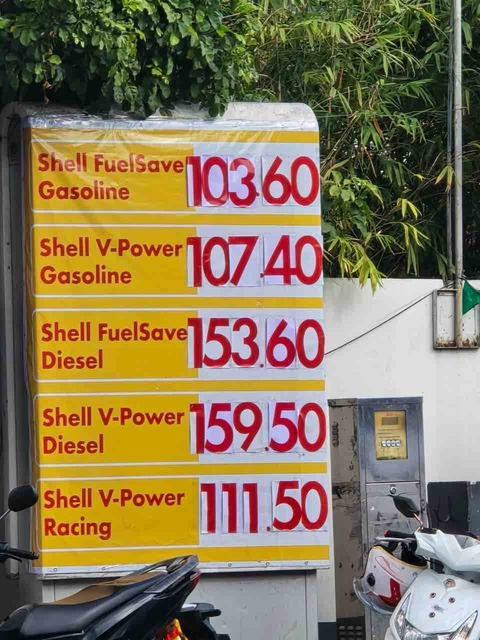 Shell FuelSave 103.60
Gasoline
Shell V-Power 107.40
Gasoline
Shell FuelSave 153.60
Diesel
Shell V-Power 159.50
Diesel
Shell V-Power 111.50
Racing